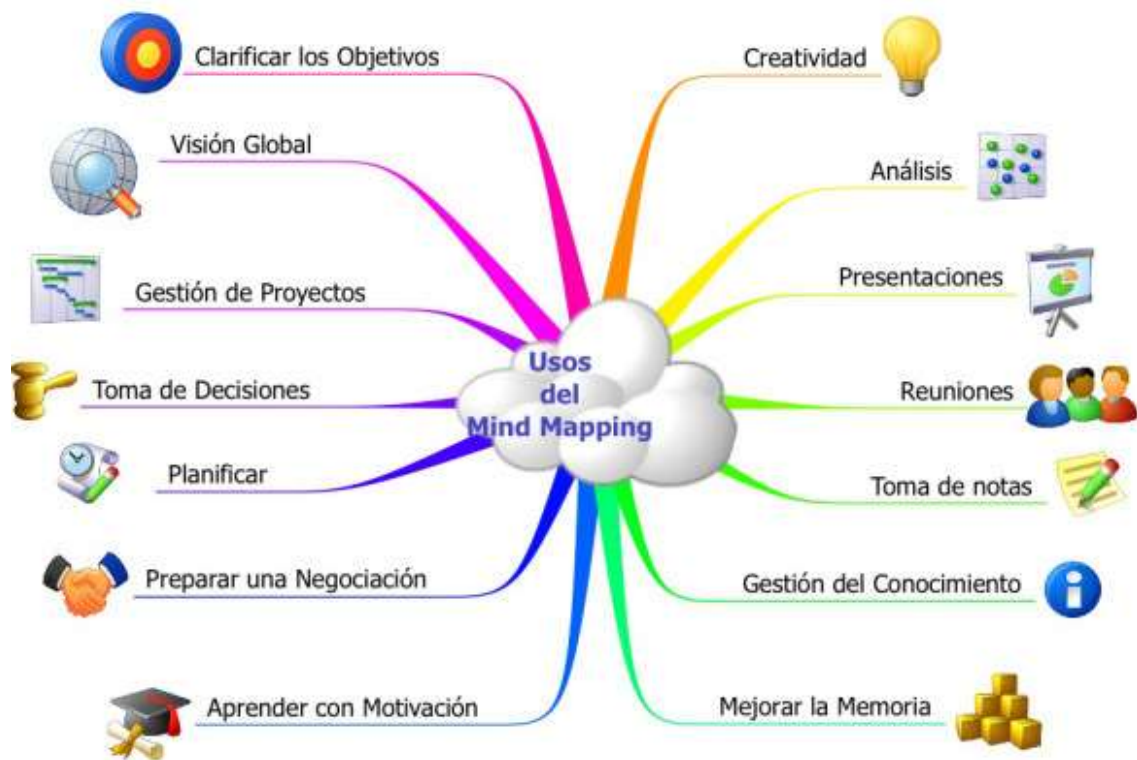 Clarificar los Objetivos
Creatividad
Visión Global
Análisis
Gestión de Proyectos
Presentaciones
Usos
del
Mind Mapping
Toma de Decisiones
Reuniones
Planificar
Toma de notas
Preparar una Negociación
Gestión del Conocimiento
Aprender con Motivación
Mejorar la Memoria